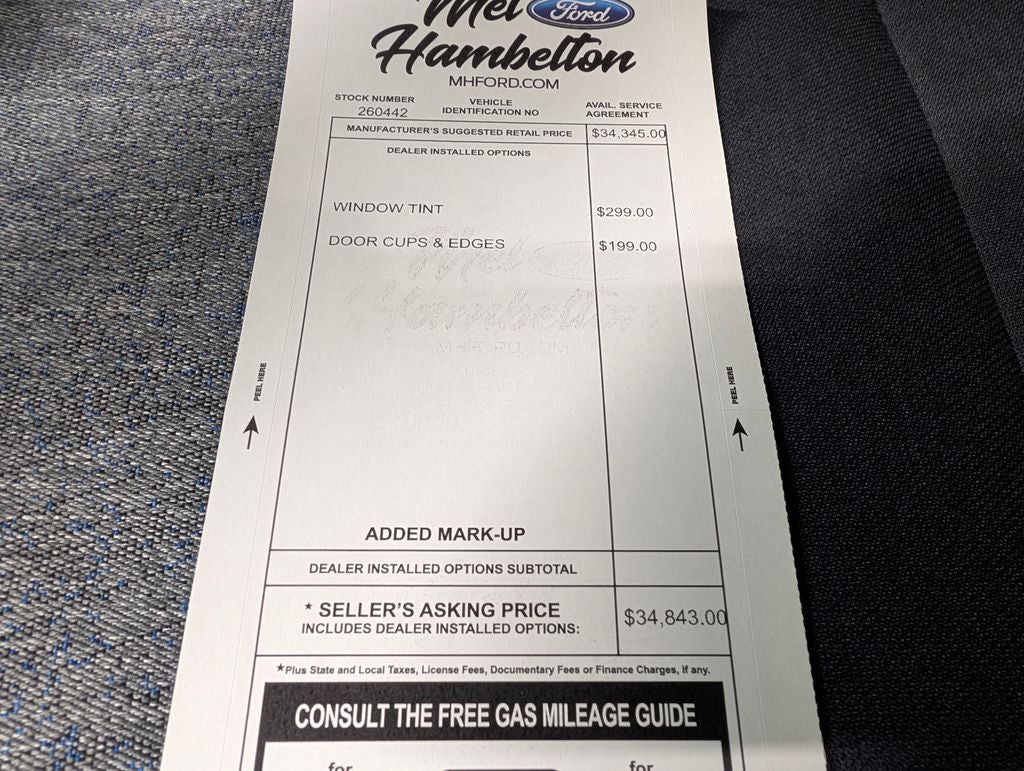 Mel Ford
Hambelton
MHFORD.COM
STOCK NUMBER
260442
VEHICLE
IDENTIFICATION NO
AVAIL. SERVICE
AGREEMENT
MANUFACTURER'S SUGGESTED RETAIL PRICE $34,345.00
DEALER INSTALLED OPTIONS
WINDOW TINT $299.00
DOOR CUPS & EDGES $199.00
Mel
Hambelton
MHFORD.COM
PEEL HERE
PEEL HERE
ADDED MARK-UP
DEALER INSTALLED OPTIONS SUBTOTAL
* SELLER'S ASKING PRICE $34,843.00
INCLUDES DEALER INSTALLED OPTIONS:
*Plus State and Local Taxes, License Fees, Documentary Fees or Finance Charges, if any.
CONSULT THE FREE GAS MILEAGE GUIDE
for for